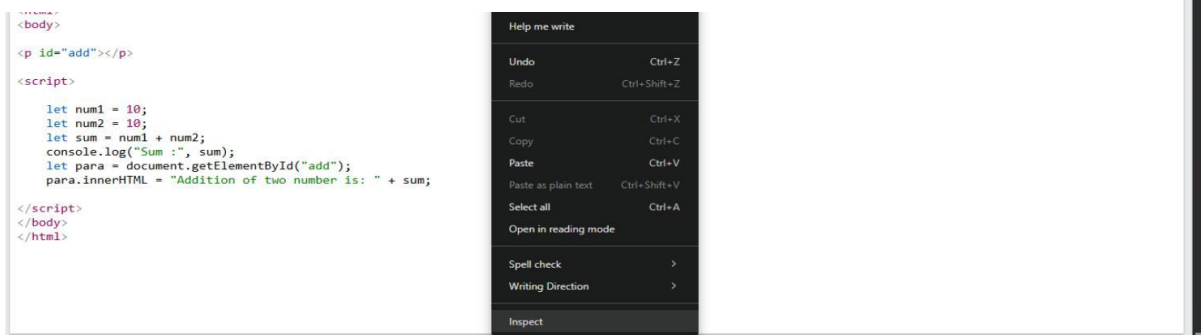 <html>
<body>
<p id="add"></p>
<script>
let num1 = 10;
let num2 = 10;
let sum = num1 + num2;
console.log("Sum :", sum);
let para = document.getElementById("add");
para.innerHTML = "Addition of two number is: " + sum;
</script>
</body>
</html>
Help me write
Undo Ctrl+Z
Redo Ctrl+Shift+Z
Cut Ctrl+X
Copy Ctrl+C
Paste Ctrl+V
Paste as plain text Ctrl+Shift+V
Select all Ctrl+A
Open in reading mode
Spell check >
Writing Direction >
Inspect